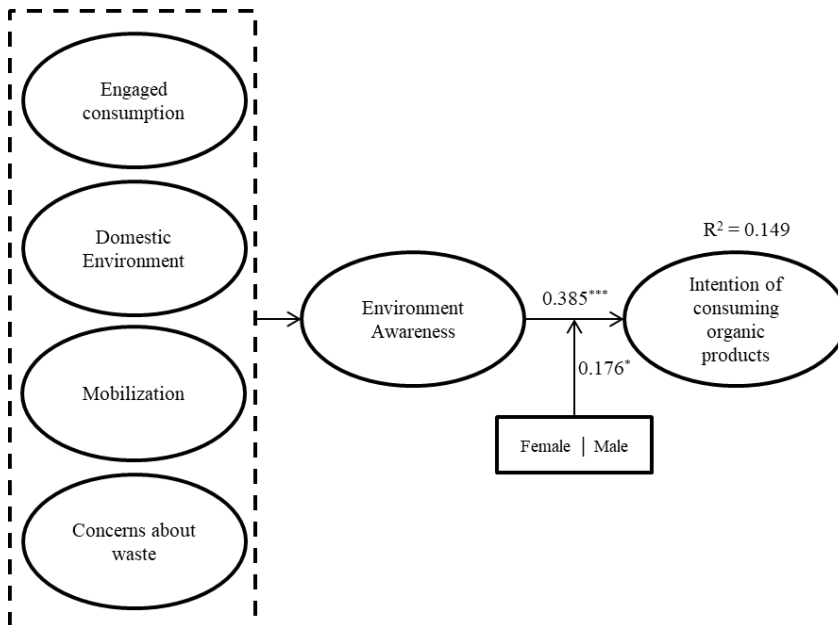 Engaged
consumption
Domestic
Environment
Mobilization
Concerns about
waste
Environment
Awareness
0.385***
0.176*
Female | Male
R² = 0.149
Intention of
consuming
organic
products